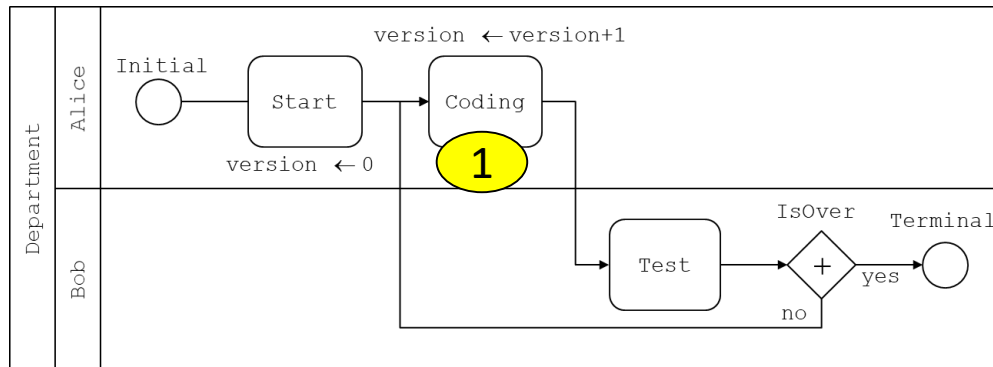 Department
Alice
Bob
Initial
Start
version ← 0
version ← version+1
Coding
1
Test
IsOver
+
yes
no
Terminal